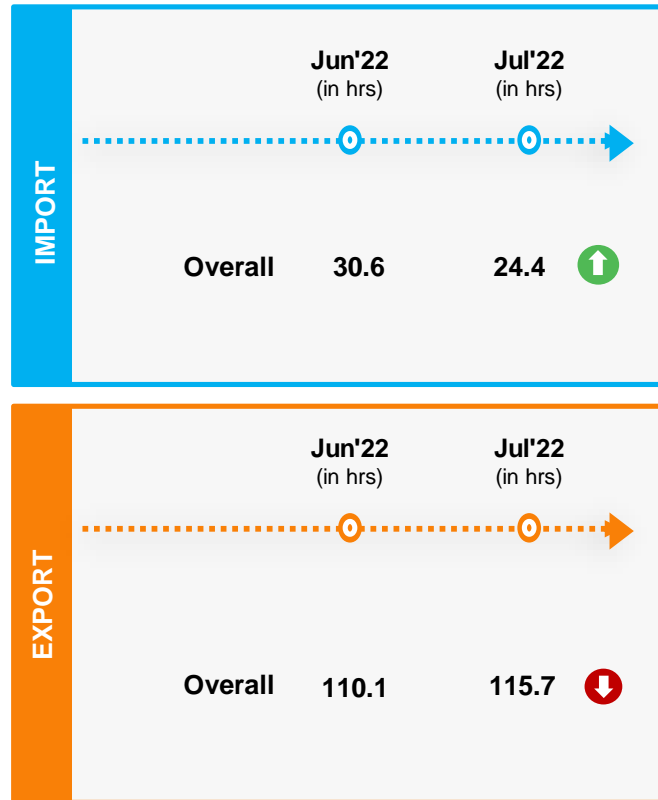 IMPORT
Jun'22 Jul'22
(in hrs) (in hrs)
Overall 30.6 24.4
EXPORT
Jun'22 Jul'22
(in hrs) (in hrs)
Overall 110.1 115.7